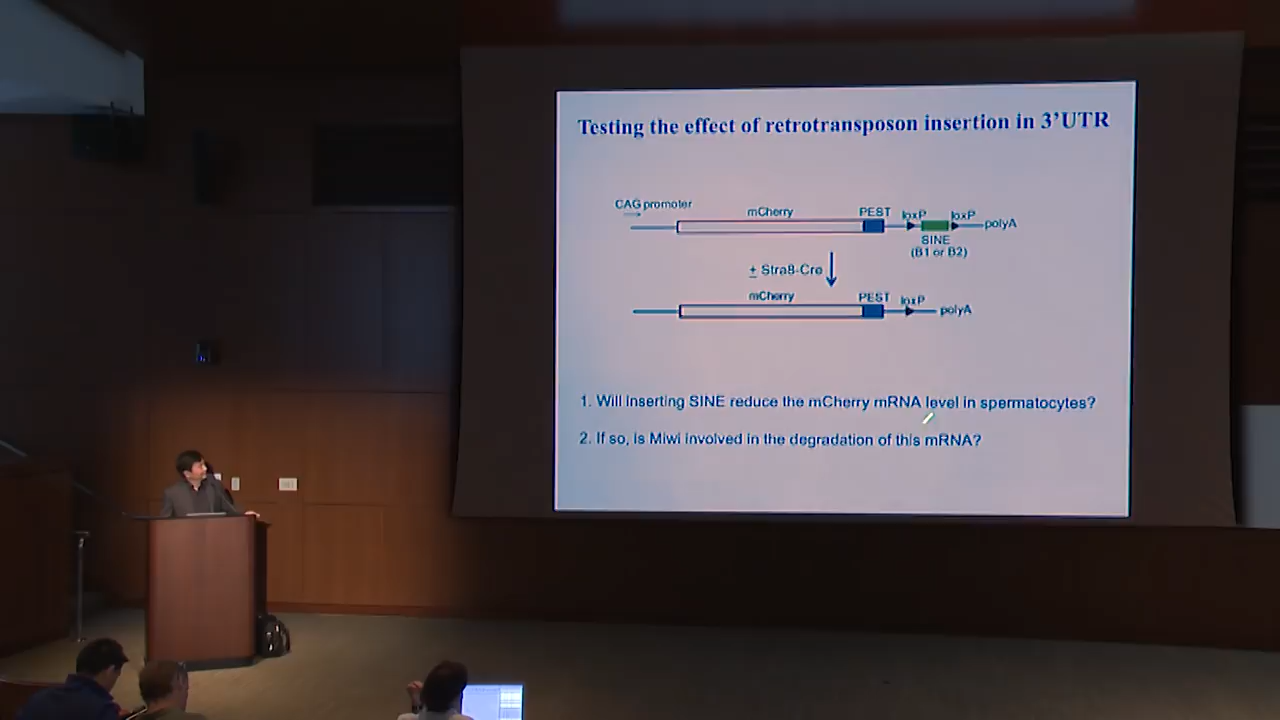 Testing the effect of retrotransposon insertion in 3’UTR
CAG promoter
mCherry
PEST
loxP
loxP
polyA
SINE
(B1 or B2)
± Stra8-Cre
mCherry
PEST
loxP
polyA
1. Will inserting SINE reduce the mCherry mRNA level in spermatocytes?
2. If so, is Miwi involved in the degradation of this mRNA?